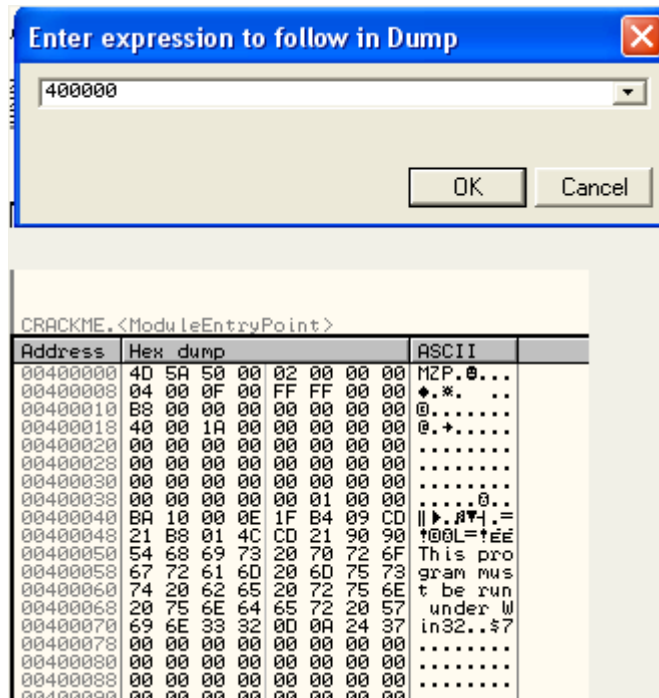 Enter expression to follow in Dump
400000
OK Cancel
CRACKME.<ModuleEntryPoint>
Address Hex dump ASCII
00400000 4D 5A 50 00 02 00 00 00 MZP.☻...
00400008 04 00 0F 00 FF FF 00 00 ♦.☼.  ..
00400010 B8 00 00 00 00 00 00 00
00400018 40 00 1A 00 00 00 00 00 @.→.....
00400020 00 00 00 00 00 00 00 00 ........
00400028 00 00 00 00 00 00 00 00 ........
00400030 00 00 00 00 00 00 00 00 ........
00400038 00 00 00 00 00 01 00 00 .....☺..
00400040 BA 10 00 0E 1F B4 09 CD
00400048 21 B8 01 4C CD 21 90 90
00400050 54 68 69 73 20 70 72 6F This pro
00400058 67 72 61 6D 20 6D 75 73 gram mus
00400060 74 20 62 65 20 72 75 6E t be run
00400068 20 75 6E 64 65 72 20 57 under W
00400070 69 6E 33 32 0D 0A 24 37 in32..$7
00400078 00 00 00 00 00 00 00 00 ........
00400080 00 00 00 00 00 00 00 00 ........
00400088 00 00 00 00 00 00 00 00 ........
00400090 00 00 00 00 00 00 00 00